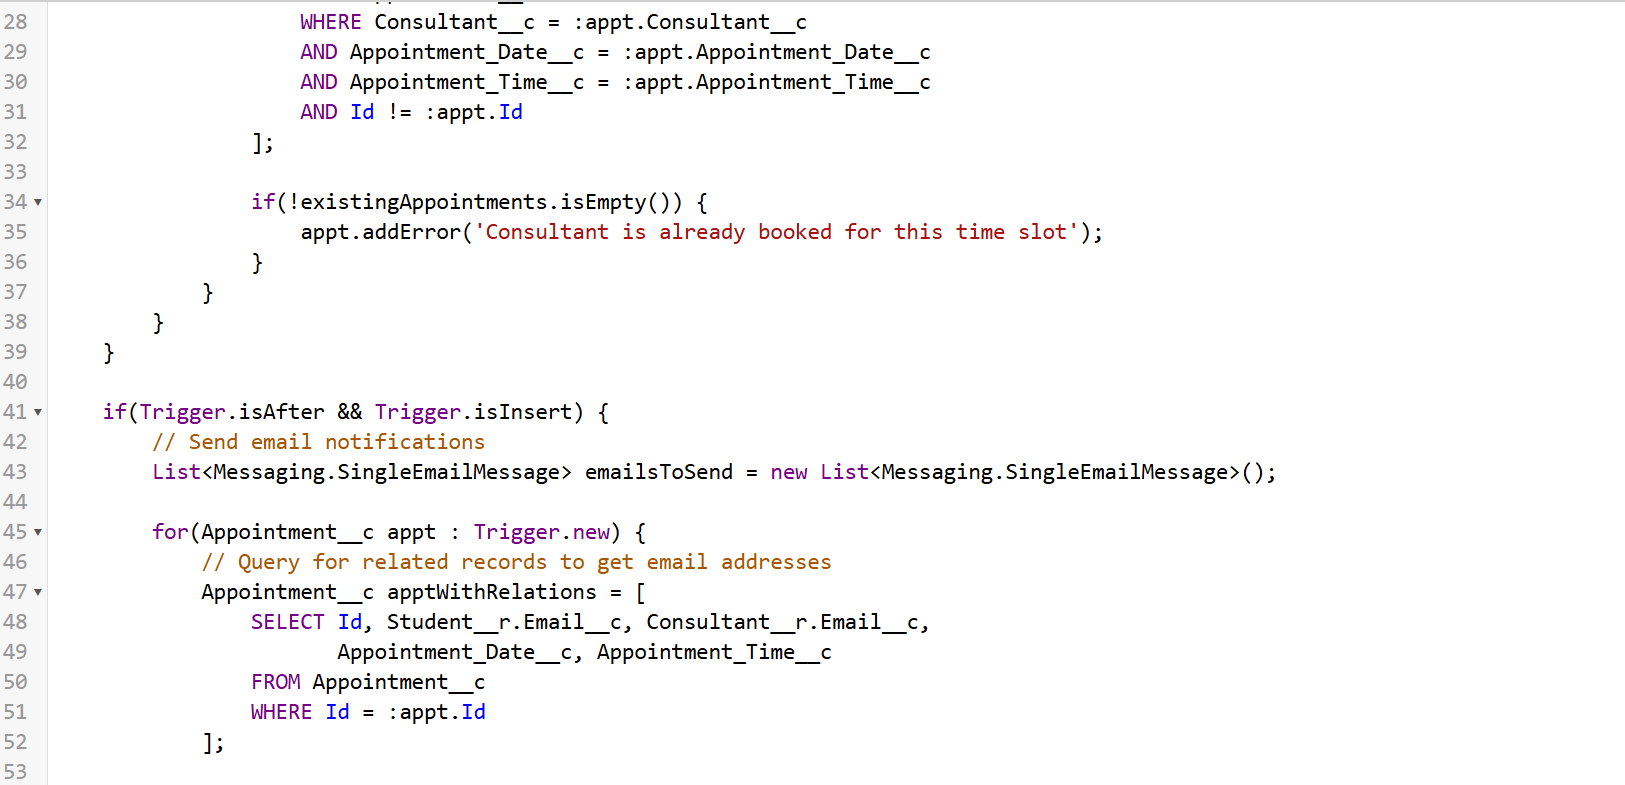 28 WHERE Consultant__c = :appt.Consultant__c
29 AND Appointment_Date__c = :appt.Appointment_Date__c
30 AND Appointment_Time__c = :appt.Appointment_Time__c
31 AND Id != :appt.Id
32 ];
33
34 if(!existingAppointments.isEmpty()) {
35 appt.addError('Consultant is already booked for this time slot');
36 }
37 }
38 }
39 }
40
41 if(Trigger.isAfter && Trigger.isInsert) {
42 // Send email notifications
43 List<Messaging.SingleEmailMessage> emailsToSend = new List<Messaging.SingleEmailMessage>();
44
45 for(Appointment__c appt : Trigger.new) {
46 // Query for related records to get email addresses
47 Appointment__c apptWithRelations = [
48 SELECT Id, Student__r.Email__c, Consultant__r.Email__c,
49 Appointment_Date__c, Appointment_Time__c
50 FROM Appointment__c
51 WHERE Id = :appt.Id
52 ];
53